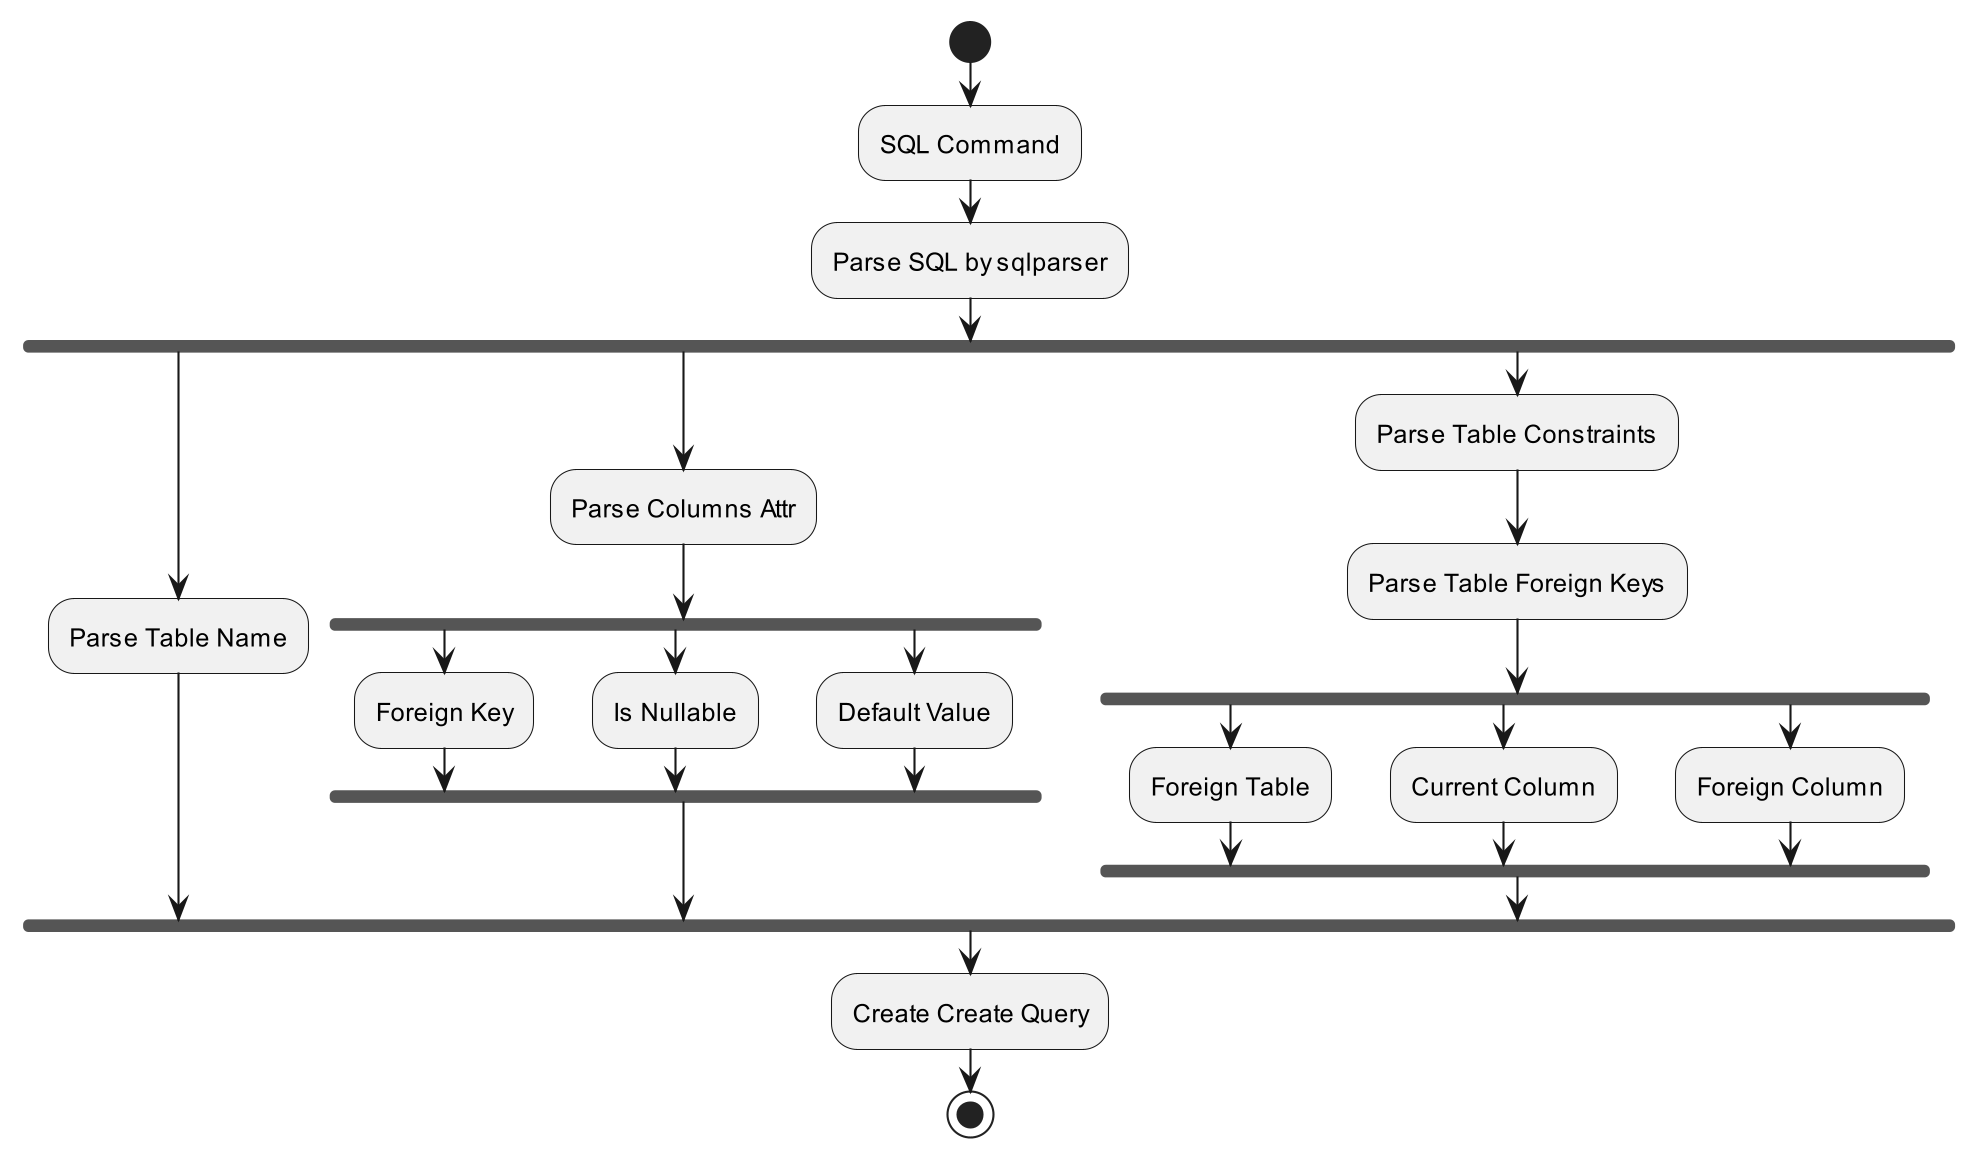 SQL Command
Parse SQL by sqlparser
Parse Table Constraints
Parse Columns Attr
Parse Table Foreign Keys
Parse Table Name
Foreign Key
Is Nullable
Default Value
Foreign Table
Current Column
Foreign Column
Create Create Query